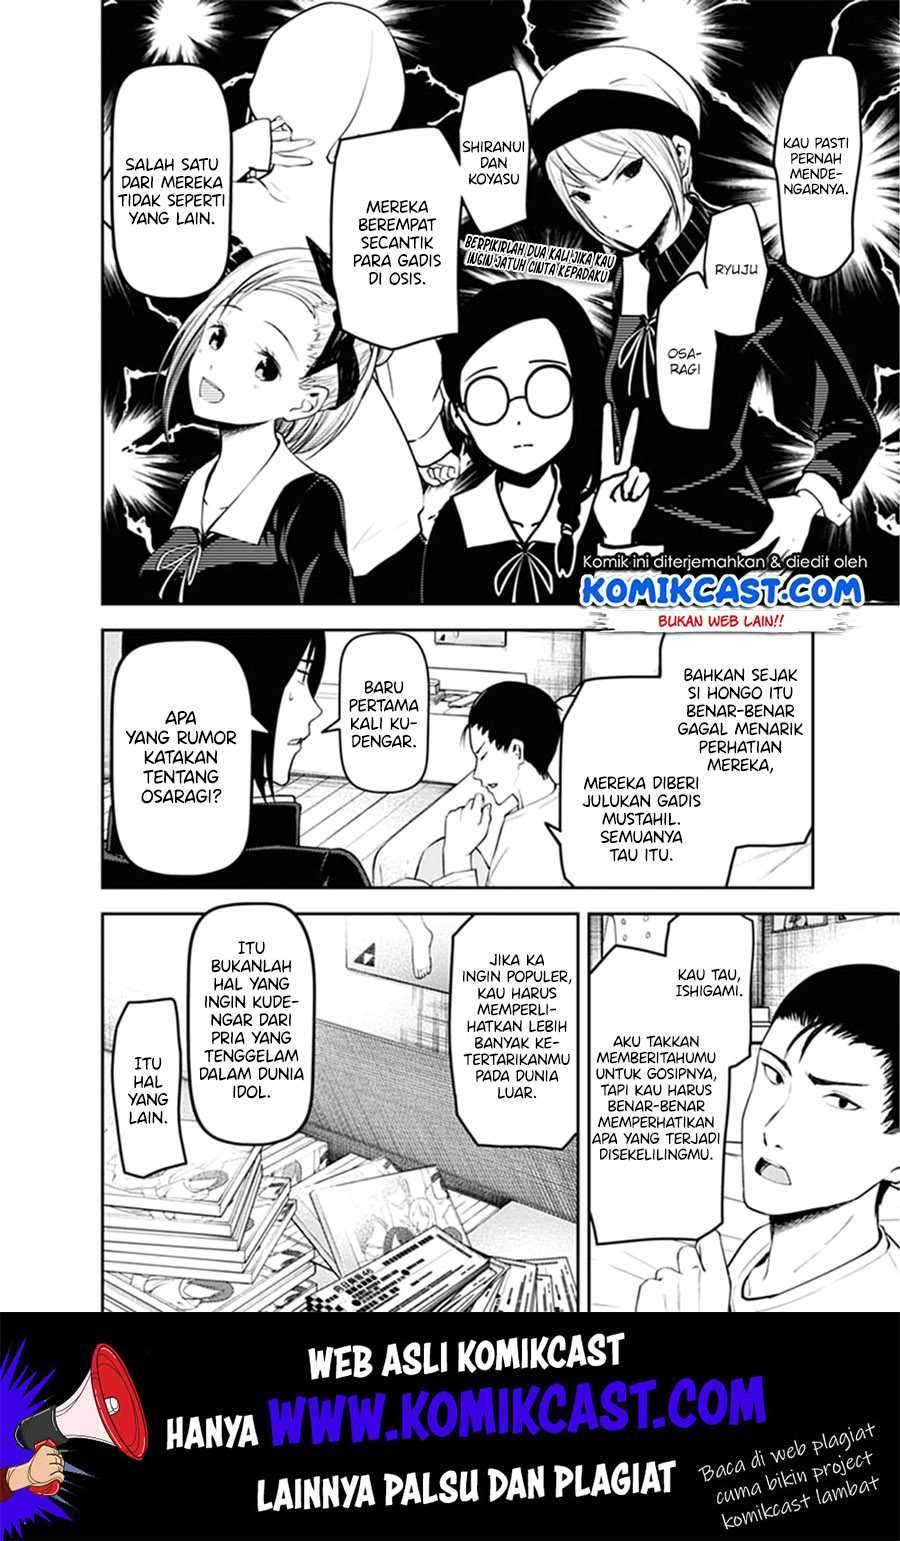 KAU PASTI
PERNAH
MENDE-
NGARNYA.
RYUJU
OSA-
RAGI
SHIRANUI
DAN
KOYASU
BERPIKIRLAH DUA KALI JIKA KAU
INGIN JATUH CINTA KEPADAKU
MEREKA
BEREMPAT
SECANTIK
PARA GADIS
DI OSIS.
SALAH SATU
DARI MEREKA
TIDAK SEPERTI
YANG LAIN.
Komik ini diterjemahkan & diedit oleh
KOMIKCAST.COM
BUKAN WEB LAIN!!
BAHKAN SEJAK
SI HONGO ITU
BENAR-BENAR
GAGAL MENARIK
PERHATIAN
MEREKA,
MEREKA DIBERI
JULUKAN GADIS
MUSTAHIL.
SEMUANYA
TAU ITU.
BARU
PERTAMA
KALI KU-
DENGAR.
APA
YANG RUMOR
KATAKAN
TENTANG
OSARAGI?
KAU TAU,
ISHIGAMI.
AKU TAKKAN
MEMBERITAHUMU
UNTUK GOSIPNYA,
TAPI KAU HARUS
BENAR-BENAR
MEMPERHATIKAN
APA YANG TERJADI
DISEKELILINGMU.
JIKA KA
INGIN POPULER,
KAU HARUS
MEMPERLI-
HATKAN LEBIH
BANYAK KE-
TERTARIKANMU
PADA DUNIA
LUAR.
ITU
BUKANLAH
HAL YANG
INGIN KUDE-
NGAR DARI
PRIA YANG
TENGGELAM
DALAM DUNIA
IDOL.
ITU
HAL
YANG
LAIN.
WEB ASLI KOMIKCAST
HANYA WWW.KOMIKCAST.COM
LAINNYA PALSU DAN PLAGIAT
Baca di web plagiat
cuma bikin project
komikcast lambat